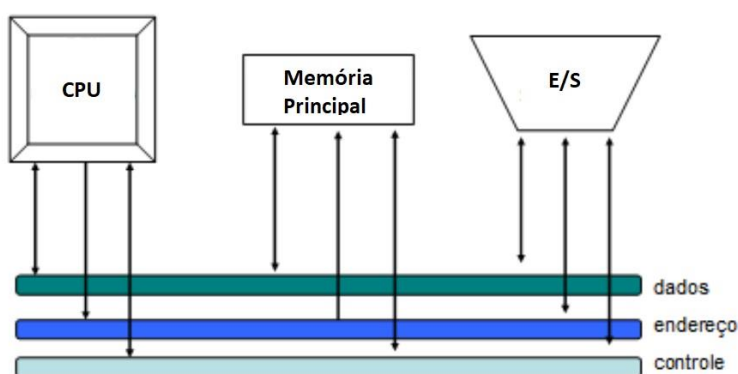 CPU
Memória
Principal
E/S
dados
endereço
controle